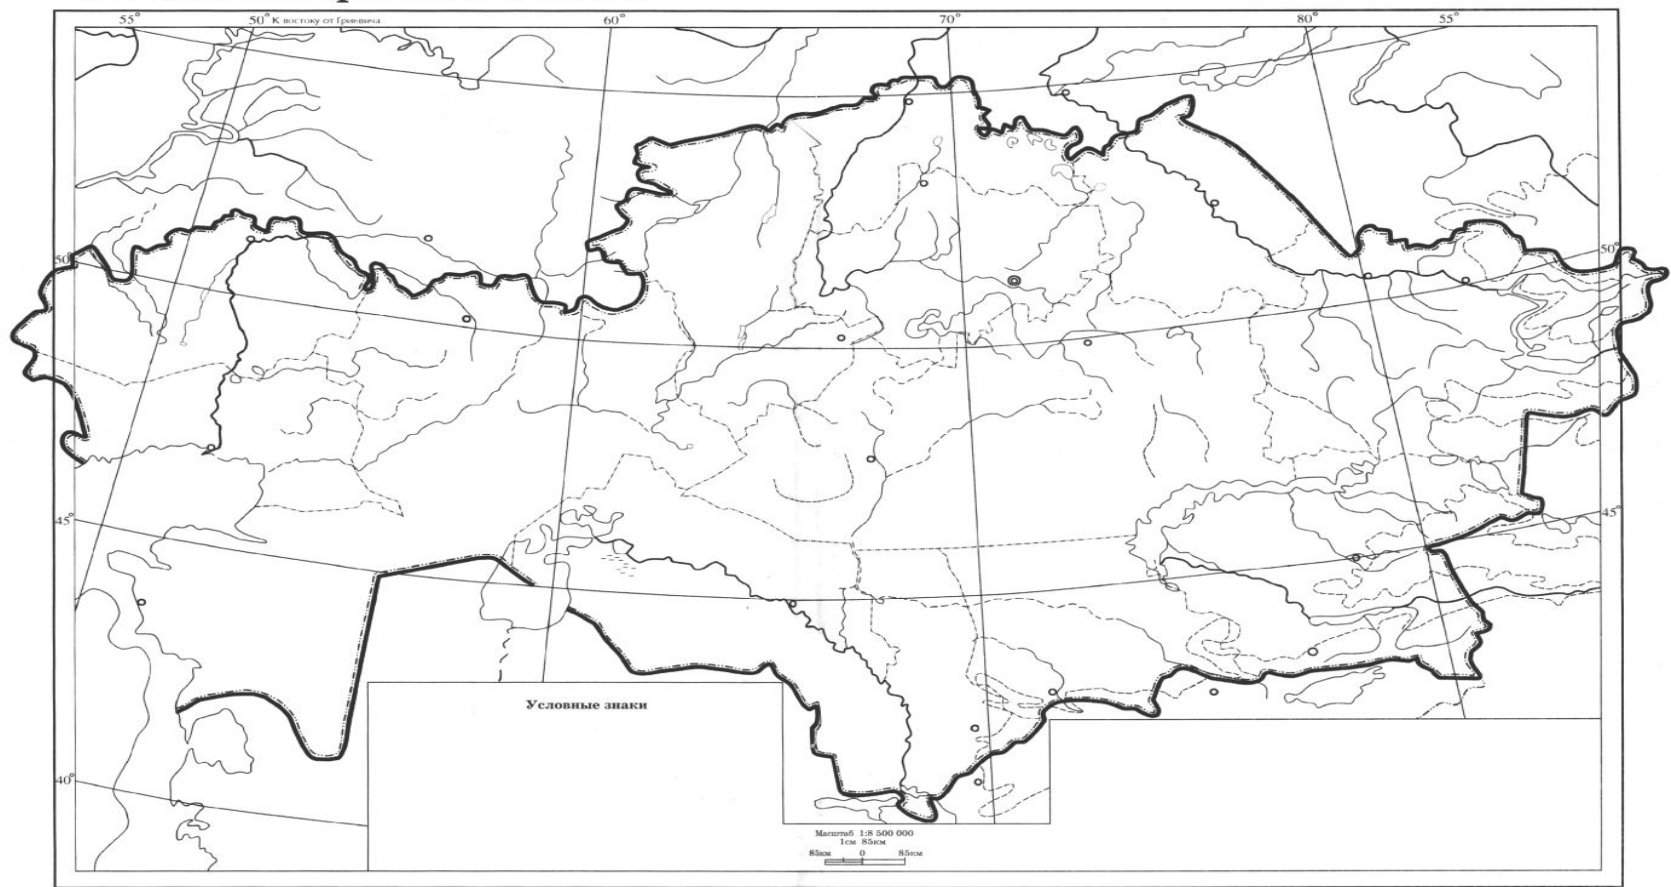 55° 50° К востоку от Гринвича 60° 70° 80° 55°
50° 50°
45° 45°
40°
Условные знаки
Масштаб 1:8 500 000
1см 85км
85км 0 85км